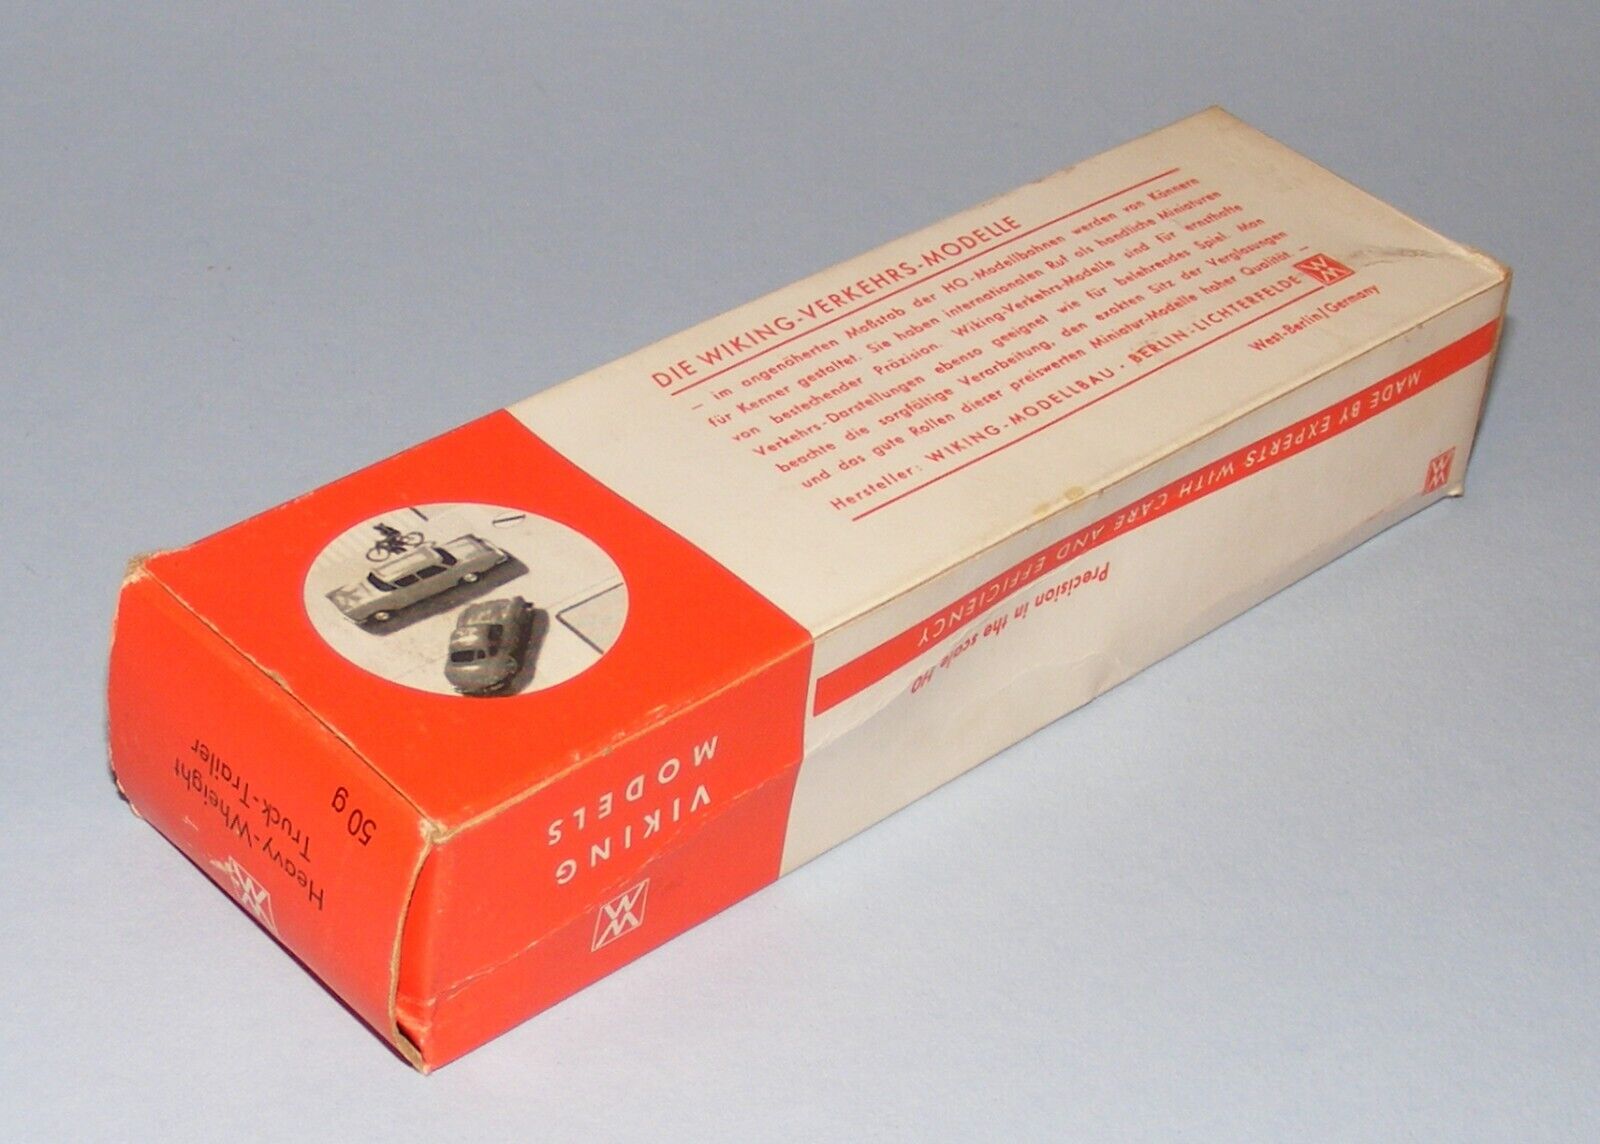 DIE WIKING-VERKEHRS-MODELLE
– im angenäherten Maßstab der HO-Modellbahnen werden von Könnern
für Kenner gestaltet. Sie haben internationalen Ruf als handliche Miniaturen
von bestechender Präzision. Wiking-Verkehrs-Modelle sind für ernsthafte
Verkehrs-Darstellungen ebenso geeignet wie für belehrendes Spiel. Man
beachte die sorgfältige Verarbeitung, den exakten Sitz der Verglasungen
und das gute Rollen dieser preiswerten Miniatur-Modelle hoher Qualität –
Hersteller: WIKING-MODELLBAU · BERLIN-LICHTERFELDE
West-Berlin/Germany
MADE BY EXPERTS WITH CARE AND EFFICIENCY
Precision in the scale HO
VIKING
MODELS
Heavy-Wheight
Truck-Trailer
50 g